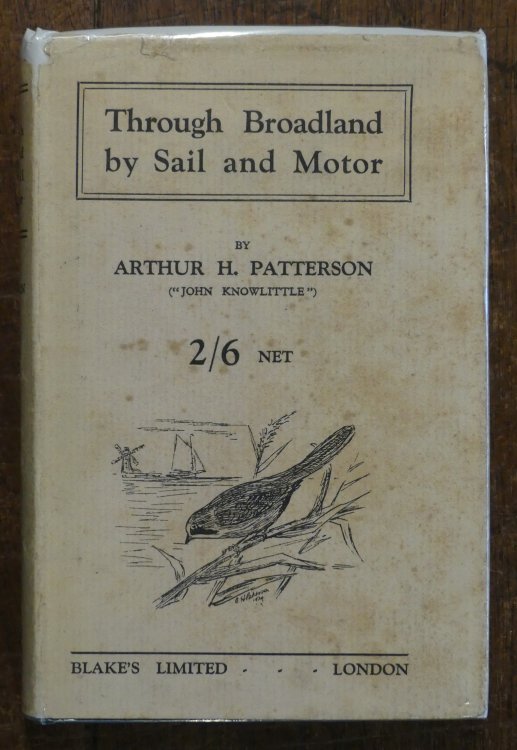 Through Broadland
by Sail and Motor
BY
ARTHUR H. PATTERSON
("JOHN KNOWLITTLE")
2/6 NET
BLAKE'S LIMITED - - - LONDON